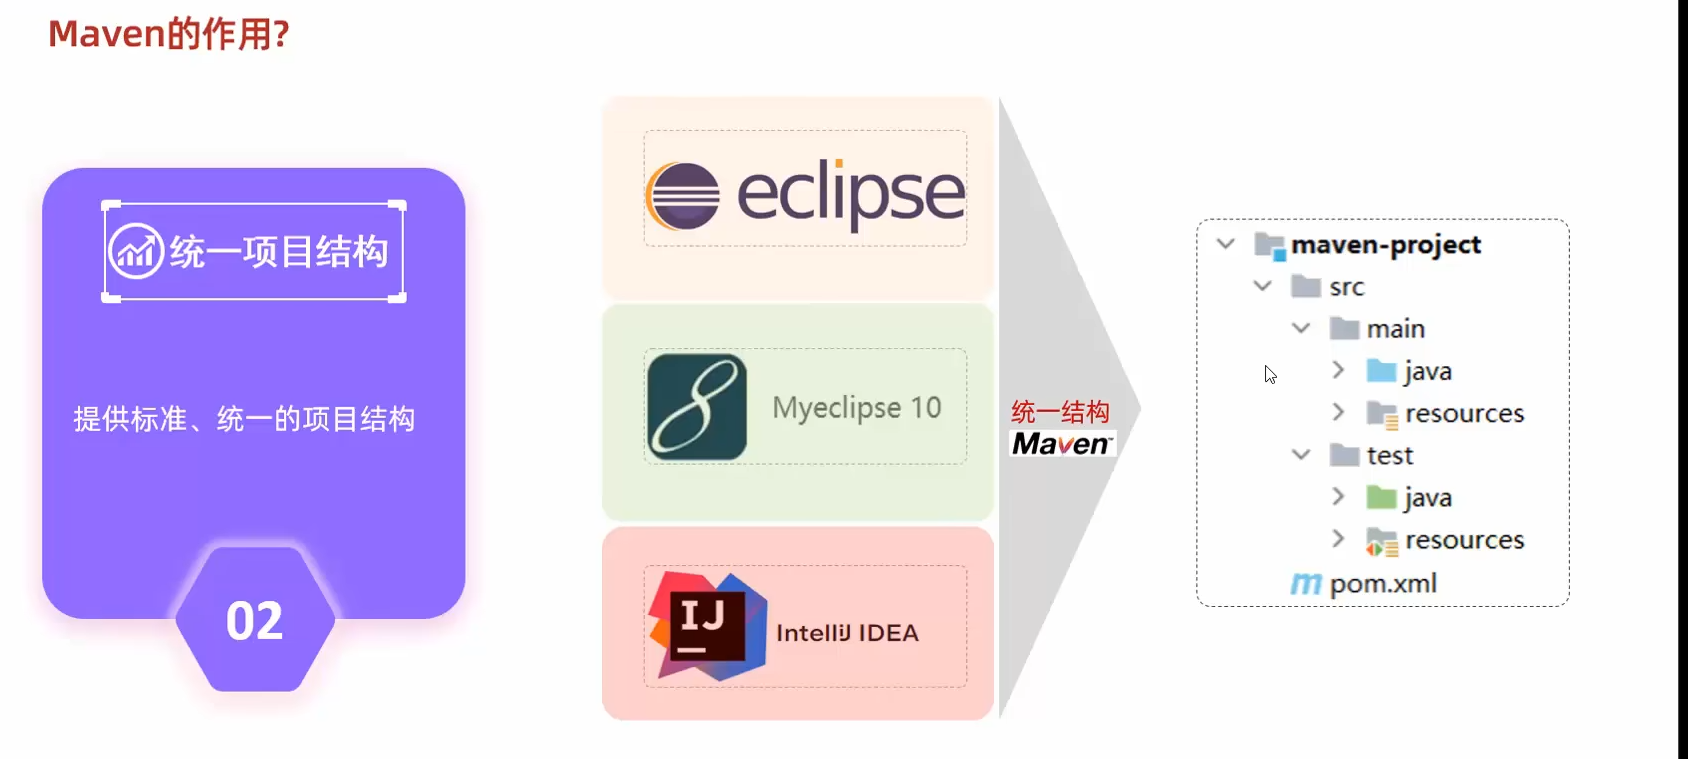 Maven的作用?
统一项目结构
提供标准、统一的项目结构
02
eclipse
Myeclipse 10
IJ
IntelliJ IDEA
统一结构
Maven™
maven-project
src
main
java
resources
test
java
resources
pom.xml